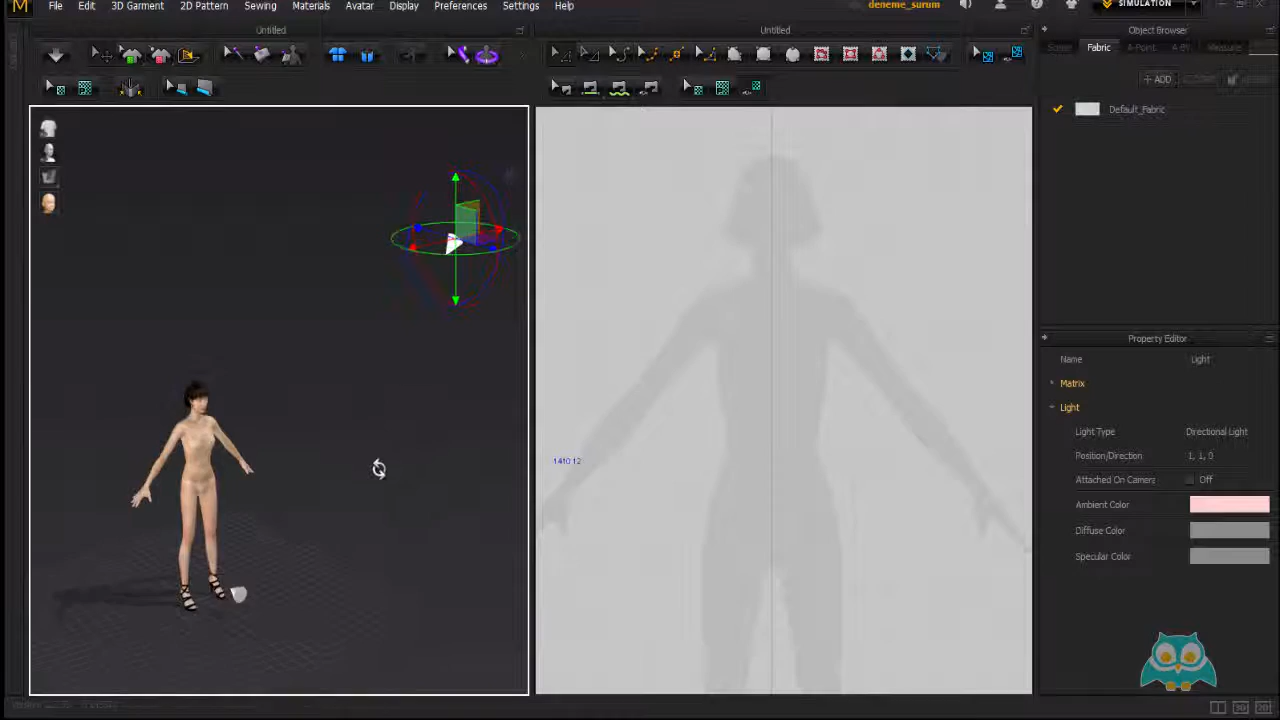 M File Edit 3D Garment 2D Pattern Sewing Materials Avatar Display Preferences Settings Help deneme_surum SIMULATION
Untitled
Untitled
Object Browser
Scene Fabric A-Point Measure
+ ADD
Default_Fabric
Property Editor
Name Light
Matrix
Light
Light Type Directional Light
Position/Direction 1, 1, 0
Attached On Camera Off
Ambient Color
Diffuse Color
Specular Color